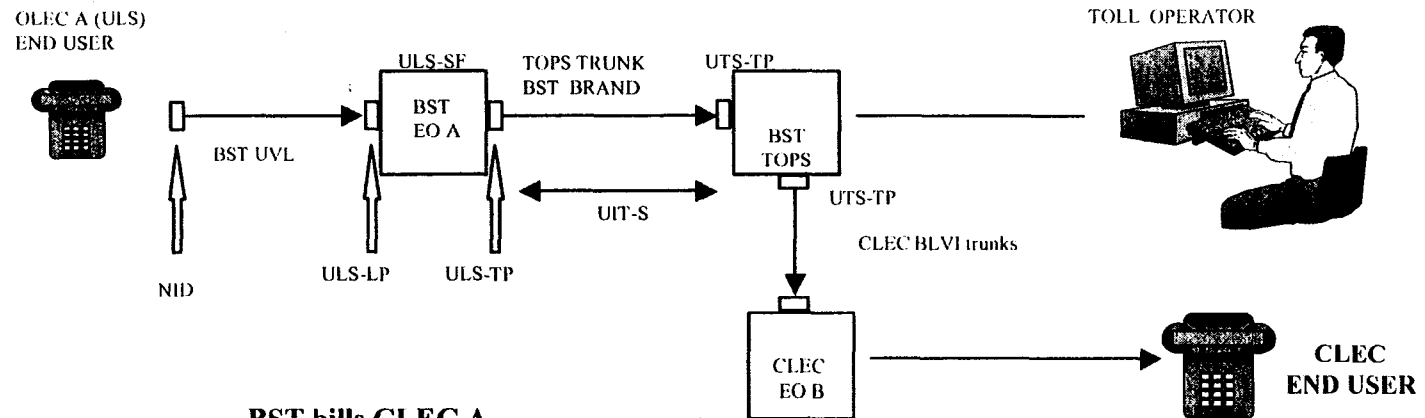 OLEC A (ULS)
END USER
TOLL OPERATOR
ULS-SF
TOPS TRUNK
BST BRAND
UTS-TP
BST
EO A
BST UVL
BST
TOPS
UIT-S
UTS-TP
CLEC BLVI trunks
NID
ULS-LP
ULS-TP
CLEC
EO B
CLEC
END USER
BST bills CLEC A